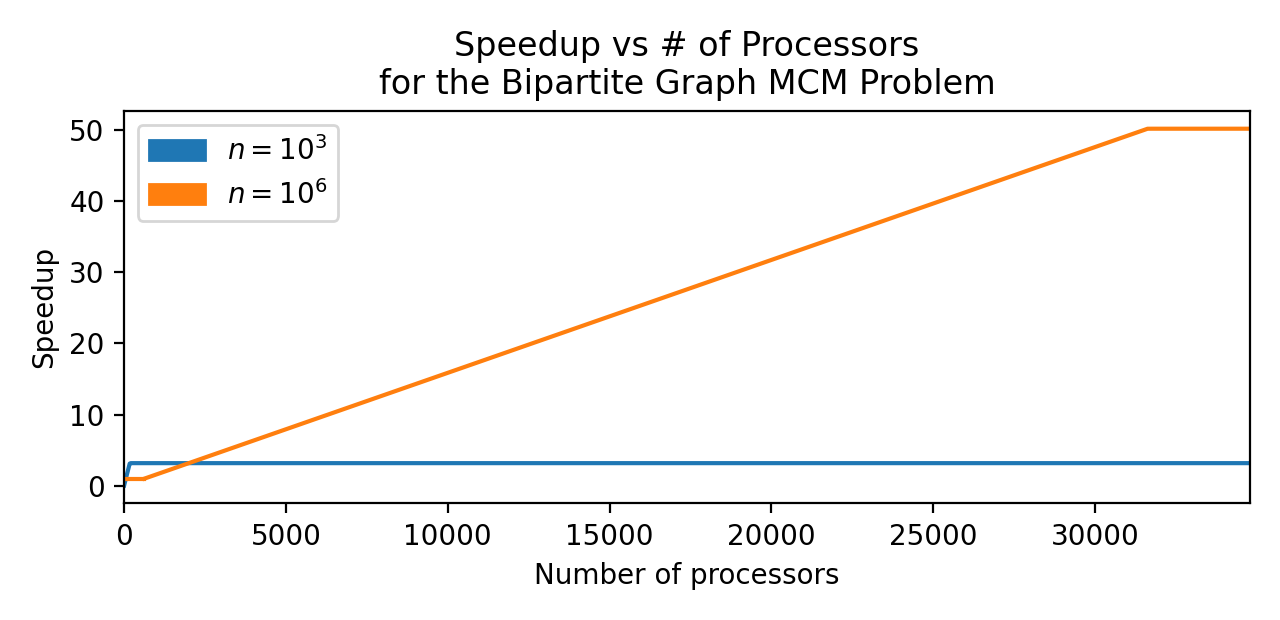 Speedup vs # of Processors
for the Bipartite Graph MCM Problem
n = 10³
n = 10⁶
Speedup
50
40
30
20
10
0
0 5000 10000 15000 20000 25000 30000
Number of processors